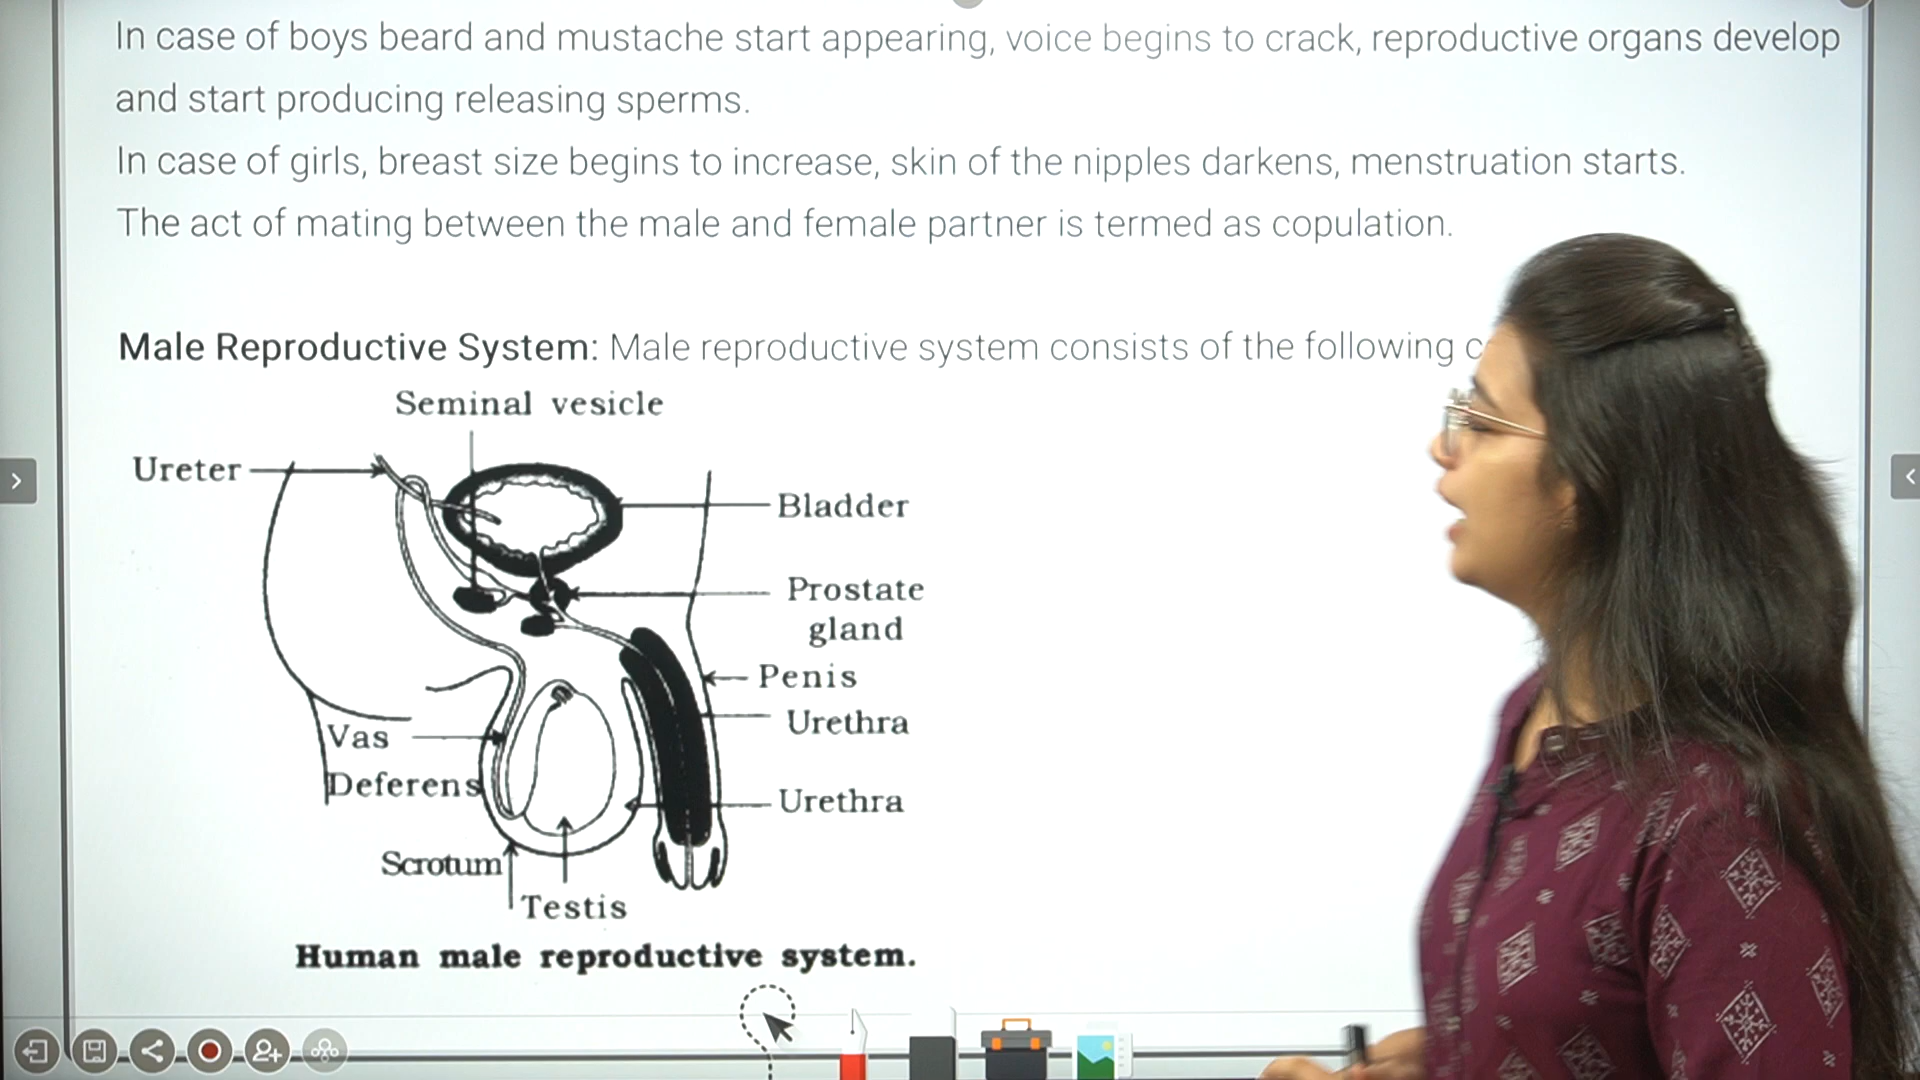 In case of boys beard and mustache start appearing, voice begins to crack, reproductive organs develop
and start producing releasing sperms.
In case of girls, breast size begins to increase, skin of the nipples darkens, menstruation starts.
The act of mating between the male and female partner is termed as copulation.
Male Reproductive System: Male reproductive system consists of the following
Seminal vesicle
Ureter
Bladder
Prostate
gland
Penis
Urethra
Vas
Deferens
Urethra
Scrotum
Testis
Human male reproductive system.